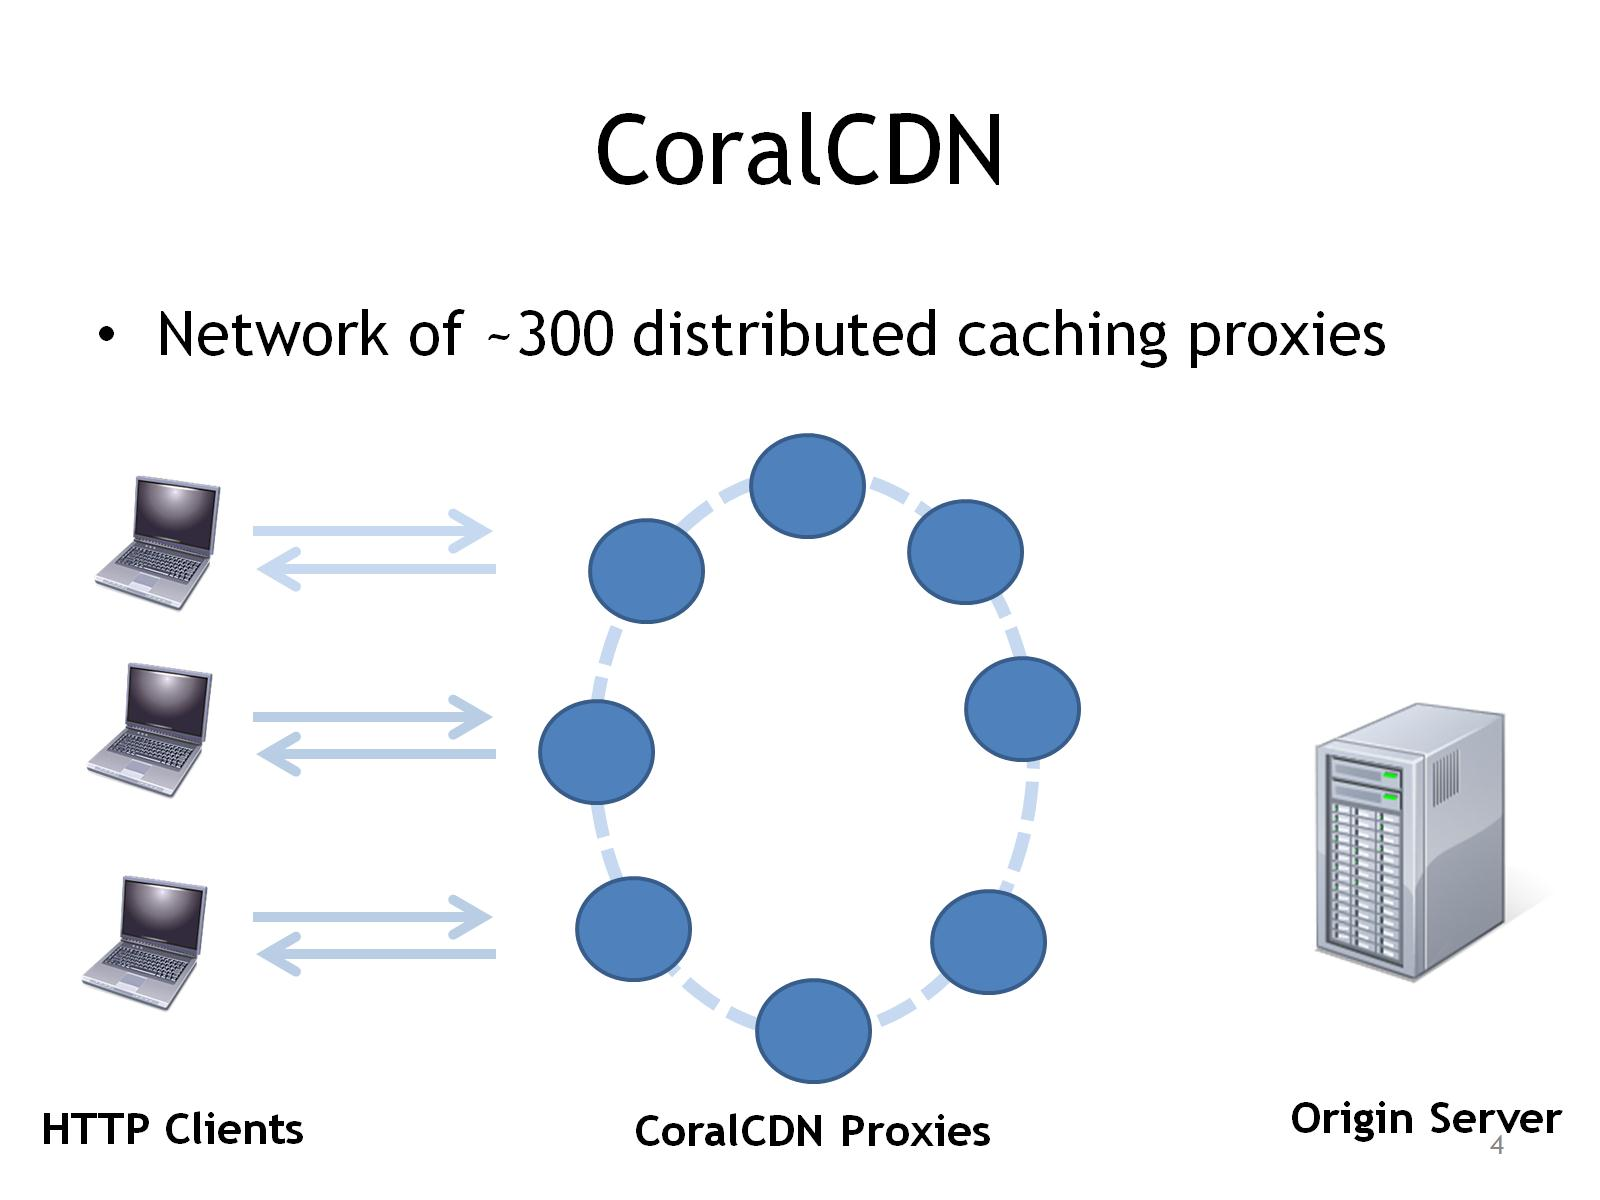 CoralCDN
• Network of ~300 distributed caching proxies
HTTP Clients
CoralCDN Proxies
Origin Server
4